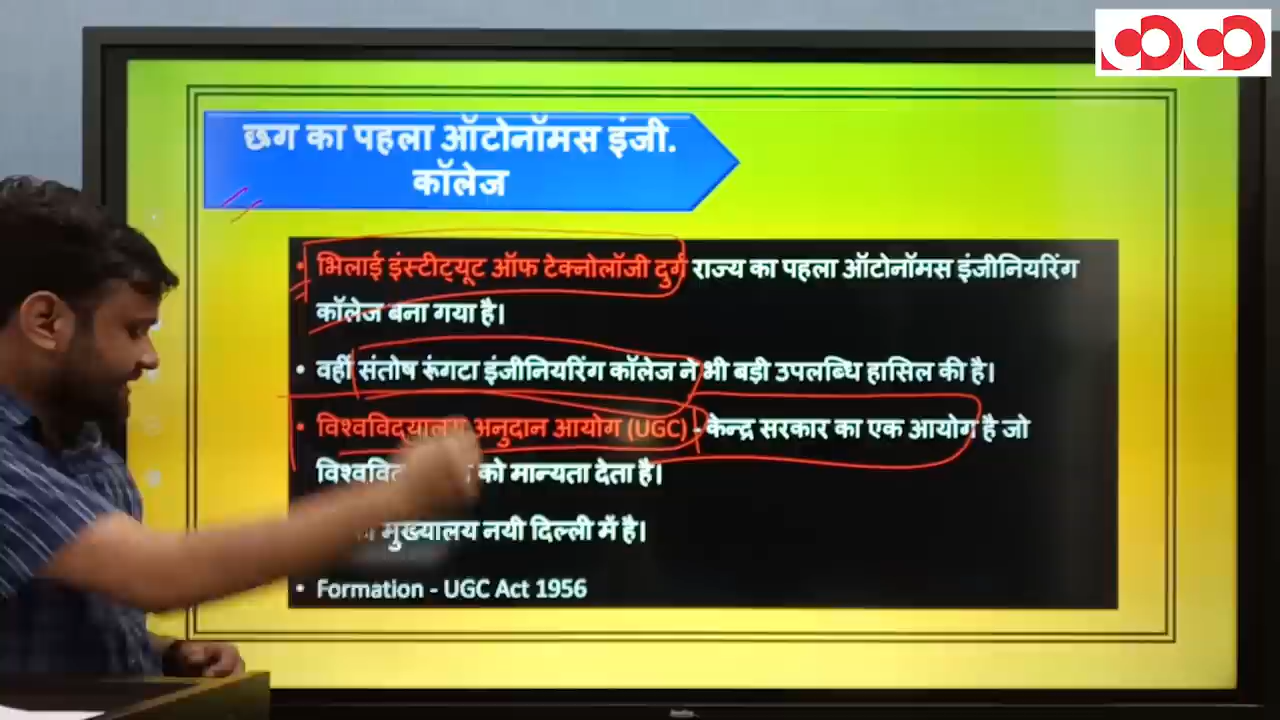 छग का पहला ऑटोनॉमस इंजी.
कॉलेज
• भिलाई इंस्टीट्यूट ऑफ टेक्नोलॉजी दुर्ग राज्य का पहला ऑटोनॉमस इंजीनियरिंग
कॉलेज बना गया है।
• वहीं संतोष रूंगटा इंजीनियरिंग कॉलेज ने भी बड़ी उपलब्धि हासिल की है।
• विश्वविद्यालय अनुदान आयोग (UGC) - केन्द्र सरकार का एक आयोग है जो
को मान्यता देता है।
मुख्यालय नयी दिल्ली में है।
• Formation - UGC Act 1956